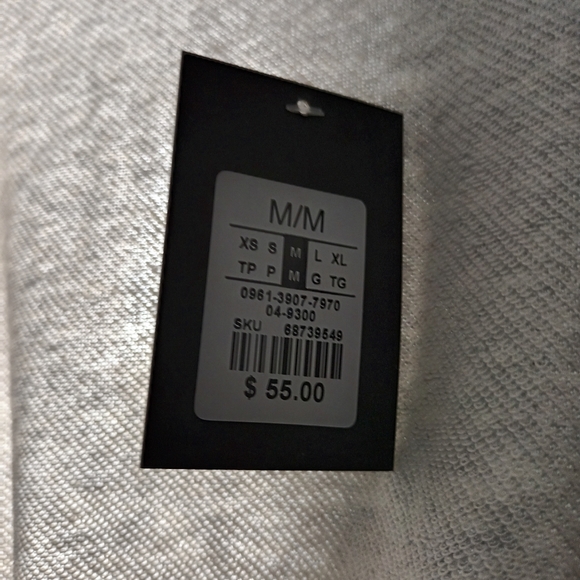 M/M
XS S M L XL
TP P M G TG
0961-3907-7970
04-9300
SKU 68739549
$ 55.00